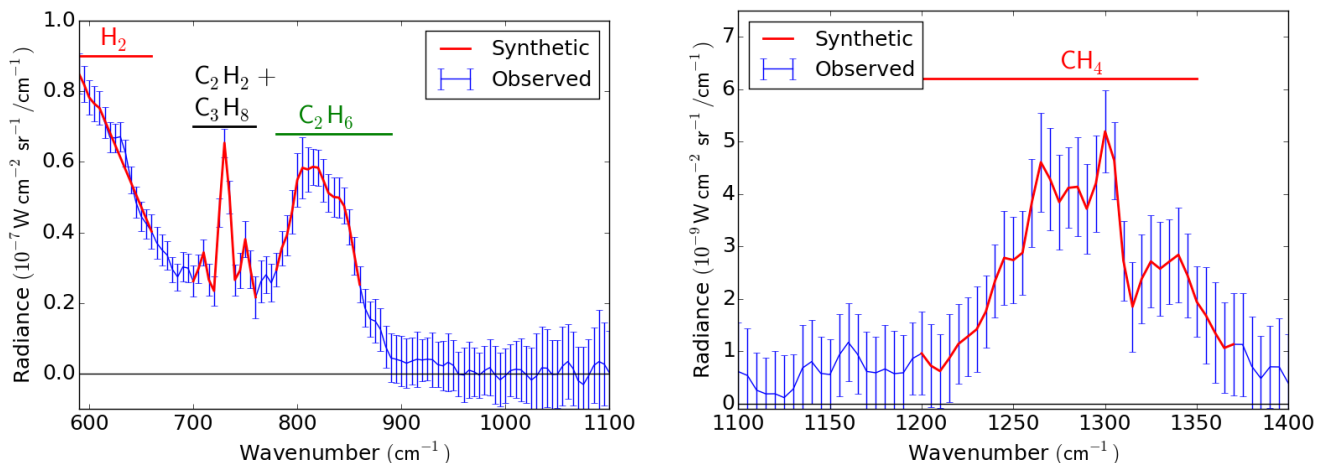 1.0
0.8
0.6
0.4
0.2
0.0
Radiance (10⁻⁷ W cm⁻² sr⁻¹ /cm⁻¹)
H₂
C₂H₂ +
C₃H₈
C₂H₆
Synthetic
Observed
600 700 800 900 1000 1100
Wavenumber (cm⁻¹)
7
6
5
4
3
2
1
0
Radiance (10⁻⁹ W cm⁻² sr⁻¹ /cm⁻¹)
Synthetic
Observed
CH₄
1100 1150 1200 1250 1300 1350 1400
Wavenumber (cm⁻¹)